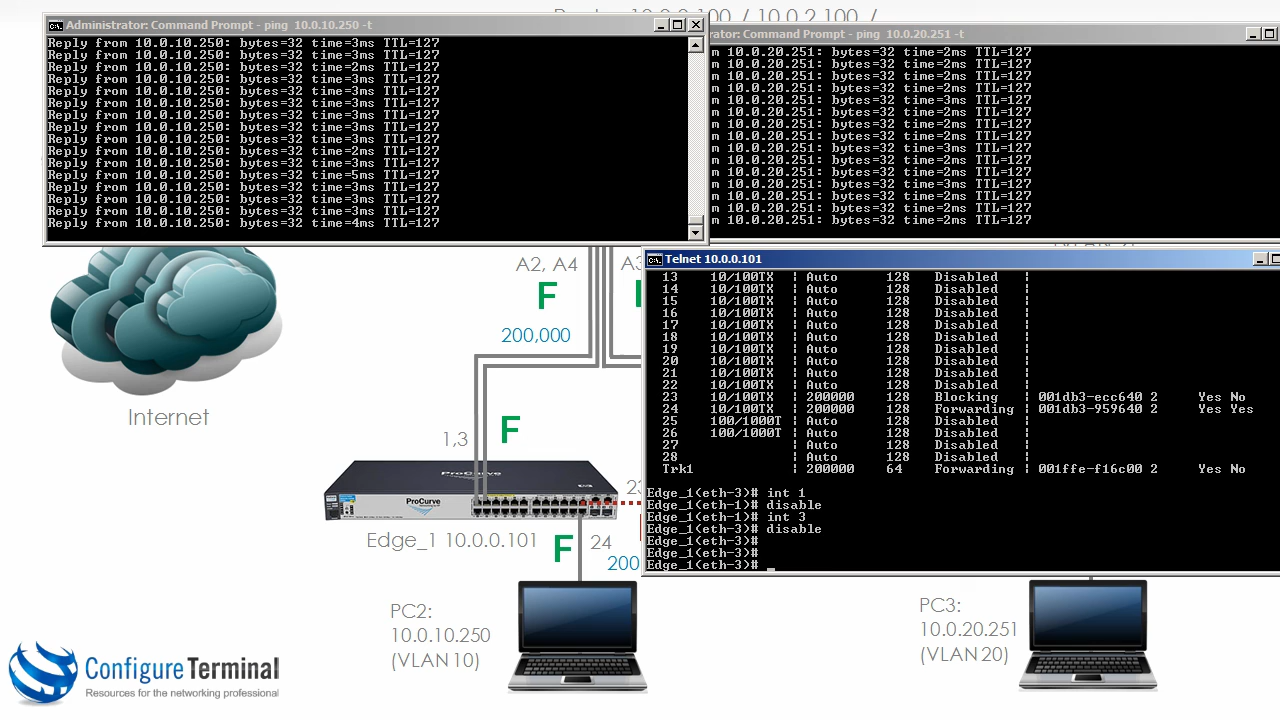 Administrator: Command Prompt - ping 10.0.10.250 -t
Reply from 10.0.10.250: bytes=32 time=3ms TTL=127
Reply from 10.0.10.250: bytes=32 time=3ms TTL=127
Reply from 10.0.10.250: bytes=32 time=2ms TTL=127
Reply from 10.0.10.250: bytes=32 time=3ms TTL=127
Reply from 10.0.10.250: bytes=32 time=3ms TTL=127
Reply from 10.0.10.250: bytes=32 time=3ms TTL=127
Reply from 10.0.10.250: bytes=32 time=3ms TTL=127
Reply from 10.0.10.250: bytes=32 time=3ms TTL=127
Reply from 10.0.10.250: bytes=32 time=3ms TTL=127
Reply from 10.0.10.250: bytes=32 time=2ms TTL=127
Reply from 10.0.10.250: bytes=32 time=3ms TTL=127
Reply from 10.0.10.250: bytes=32 time=5ms TTL=127
Reply from 10.0.10.250: bytes=32 time=3ms TTL=127
Reply from 10.0.10.250: bytes=32 time=3ms TTL=127
Reply from 10.0.10.250: bytes=32 time=3ms TTL=127
Reply from 10.0.10.250: bytes=32 time=4ms TTL=127
rator: Command Prompt - ping 10.0.20.251 -t
m 10.0.20.251: bytes=32 time=2ms TTL=127
m 10.0.20.251: bytes=32 time=2ms TTL=127
m 10.0.20.251: bytes=32 time=2ms TTL=127
m 10.0.20.251: bytes=32 time=2ms TTL=127
m 10.0.20.251: bytes=32 time=3ms TTL=127
m 10.0.20.251: bytes=32 time=2ms TTL=127
m 10.0.20.251: bytes=32 time=2ms TTL=127
m 10.0.20.251: bytes=32 time=2ms TTL=127
m 10.0.20.251: bytes=32 time=3ms TTL=127
m 10.0.20.251: bytes=32 time=2ms TTL=127
m 10.0.20.251: bytes=32 time=2ms TTL=127
m 10.0.20.251: bytes=32 time=3ms TTL=127
m 10.0.20.251: bytes=32 time=2ms TTL=127
m 10.0.20.251: bytes=32 time=2ms TTL=127
m 10.0.20.251: bytes=32 time=2ms TTL=127
A2, A4
F
200,000
Internet
F
1,3
ProCurve
Edge_1 10.0.0.101
F
24
Telnet 10.0.0.101
13 10/100TX | Auto 128 Disabled |
14 10/100TX | Auto 128 Disabled |
15 10/100TX | Auto 128 Disabled |
16 10/100TX | Auto 128 Disabled |
17 10/100TX | Auto 128 Disabled |
18 10/100TX | Auto 128 Disabled |
19 10/100TX | Auto 128 Disabled |
20 10/100TX | Auto 128 Disabled |
21 10/100TX | Auto 128 Disabled |
22 10/100TX | Auto 128 Disabled |
23 10/100TX | 200000 128 Blocking | 001db3-ecc640 2 Yes No
24 10/100TX | 200000 128 Forwarding | 001db3-959640 2 Yes Yes
25 100/1000T | Auto 128 Disabled |
26 100/1000T | Auto 128 Disabled |
27 | Auto 128 Disabled |
28 | Auto 128 Disabled |
Trk1 | 200000 64 Forwarding | 001ffe-f16c00 2 Yes No
Edge_1(eth-3)# int 1
Edge_1(eth-1)# disable
Edge_1(eth-1)# int 3
Edge_1(eth-3)# disable
Edge_1(eth-3)#
Edge_1(eth-3)#
Edge_1(eth-3)# _
PC2:
10.0.10.250
(VLAN 10)
PC3:
10.0.20.251
(VLAN 20)
Configure Terminal
Resources for the networking professional